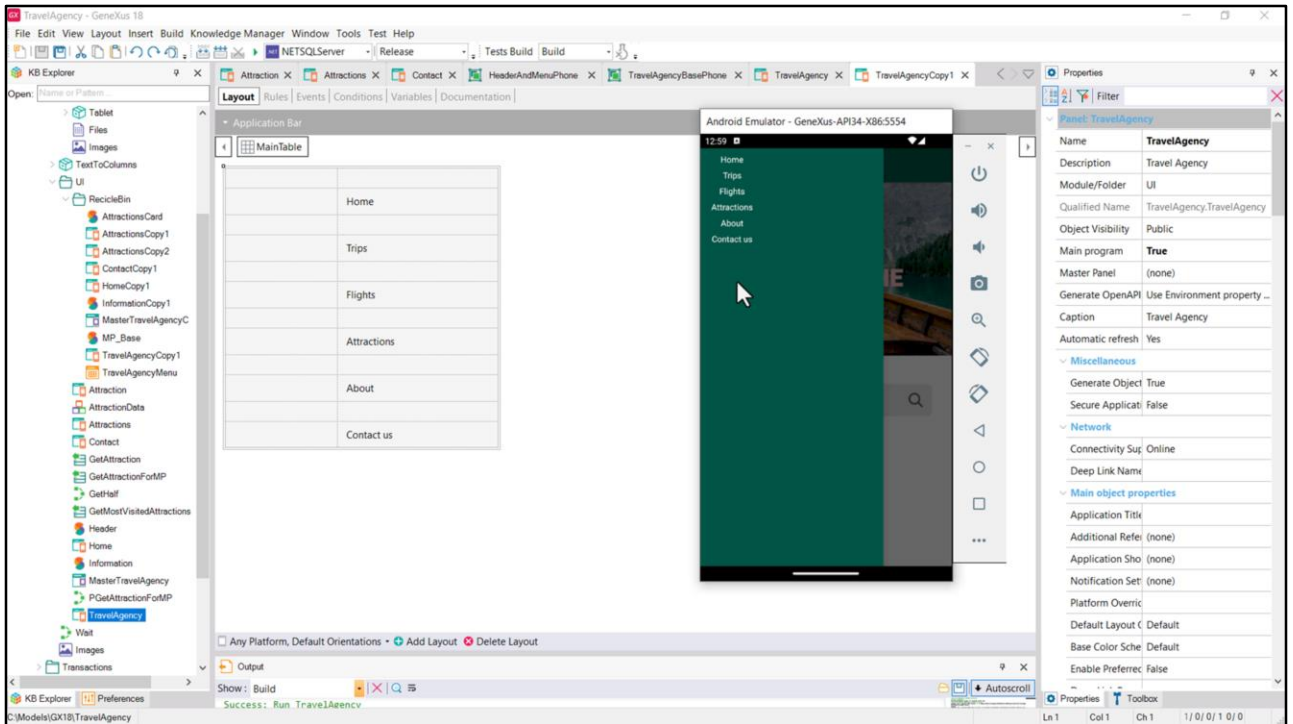 TravelAgency - GeneXus 18
File Edit View Layout Insert Build Knowledge Manager Window Tools Test Help
NETSQLServer Release Tests Build Build
KB Explorer
Open: Name or Pattern ...
Tablet
Files
Images
TextToColumns
UI
RecicleBin
AttractionsCard
AttractionsCopy1
AttractionsCopy2
ContactCopy1
HomeCopy1
InformationCopy1
MasterTravelAgencyC
MP_Base
TravelAgencyCopy1
TravelAgencyMenu
Attraction
AttractionData
Attractions
Contact
GetAttraction
GetAttractionForMP
GetHalf
GetMostVisitedAttractions
Header
Home
Information
MasterTravelAgency
PGetAttractionForMP
TravelAgency
Wait
Images
Transactions
KB Explorer Preferences
Attraction Attractions Contact HeaderAndMenuPhone TravelAgencyBasePhone TravelAgency TravelAgencyCopy1
Layout Rules Events Conditions Variables Documentation
Application Bar
MainTable
Home
Trips
Flights
Attractions
About
Contact us
Android Emulator - GeneXus-API34-X86:5554
12:59
Home
Trips
Flights
Attractions
About
Contact us
Any Platform, Default Orientations Add Layout Delete Layout
Output
Show: Build Autoscroll
Success: Run TravelAgency
Properties
Filter
Panel: TravelAgency
Name TravelAgency
Description Travel Agency
Module/Folder UI
Qualified Name TravelAgency.TravelAgency
Object Visibility Public
Main program True
Master Panel (none)
Generate OpenAPI Use Environment property ...
Caption Travel Agency
Automatic refresh Yes
Miscellaneous
Generate Object True
Secure Applicati False
Network
Connectivity Sup Online
Deep Link Name
Main object properties
Application Title
Additional Refer (none)
Application Sho (none)
Notification Sett (none)
Platform Overric
Default Layout ( Default
Base Color Sche Default
Enable Preferrec False
Properties Toolbox
C:\Models\GX18\TravelAgency
Ln 1 Col 1 Ch 1 1/0/0/1 0/0